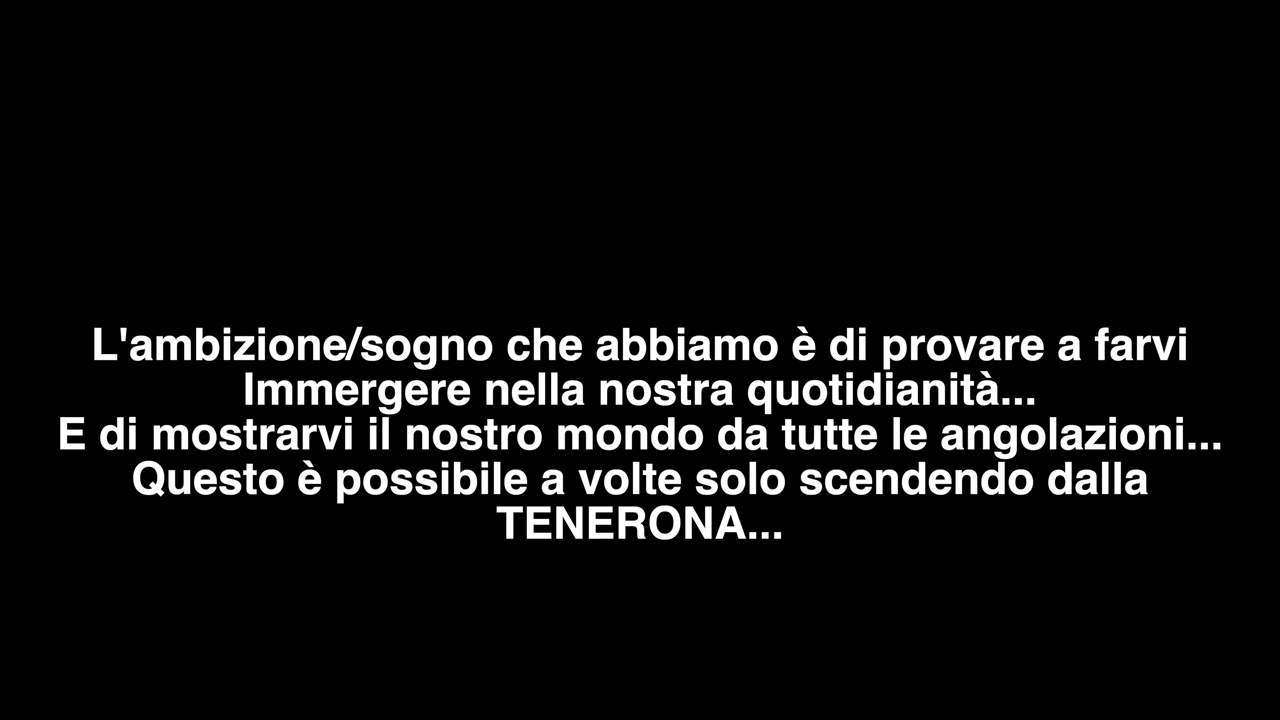 L'ambizione/sogno che abbiamo è di provare a farvi
Immergere nella nostra quotidianità...
E di mostrarvi il nostro mondo da tutte le angolazioni...
Questo è possibile a volte solo scendendo dalla
TENERONA...